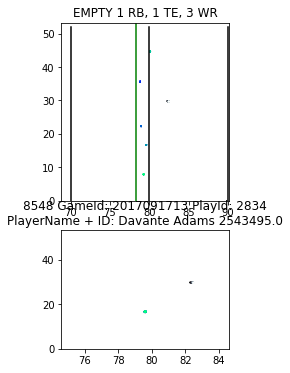 EMPTY 1 RB, 1 TE, 3 WR
50
40
30
20
10
0
70 75 80 85 90
8548 GameId: 2017091713 PlayId: 2834
PlayerName + ID: Davante Adams 2543495.0
40
20
0
76 78 80 82 84